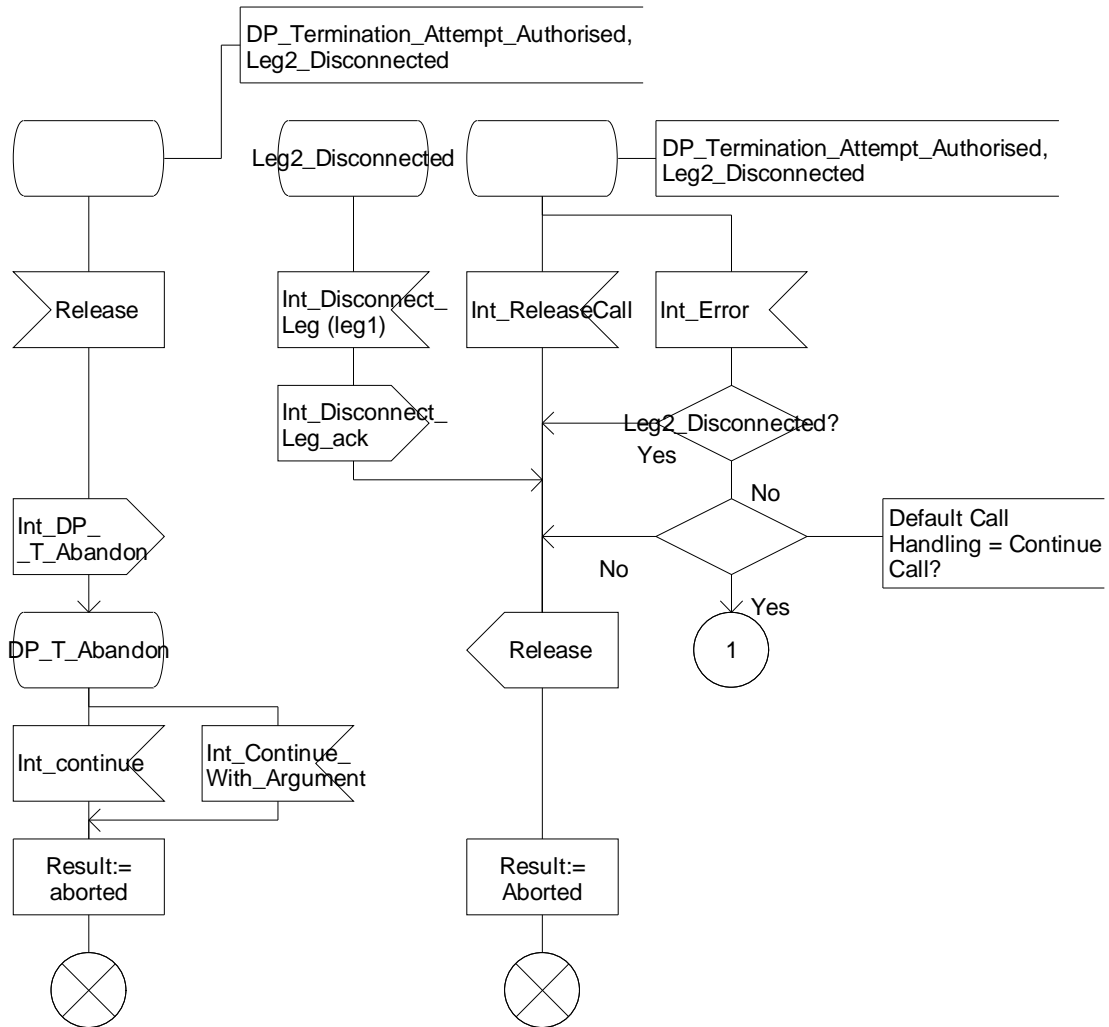 DP_Termination_Attempt_Authorised,
Leg2_Disconnected
Leg2_Disconnected
DP_Termination_Attempt_Authorised,
Leg2_Disconnected
Release
Int_Disconnect_
Leg (leg1)
Int_ReleaseCall
Int_Error
Int_Disconnect_
Leg_ack
Leg2_Disconnected?
Yes
No
Int_DP_
_T_Abandon
Default Call
Handling = Continue
Call?
No
Yes
DP_T_Abandon
Release
1
Int_continue
Int_Continue_
With_Argument
Result:=
aborted
Result:=
Aborted